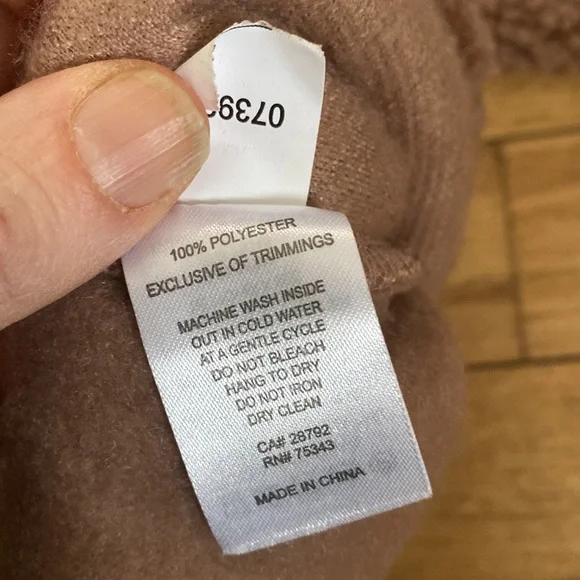 100% POLYESTER
EXCLUSIVE OF TRIMMINGS
MACHINE WASH INSIDE
OUT IN COLD WATER
AT A GENTLE CYCLE
DO NOT BLEACH
HANG TO DRY
DO NOT IRON
DRY CLEAN
CA# 28792
RN# 75343
MADE IN CHINA